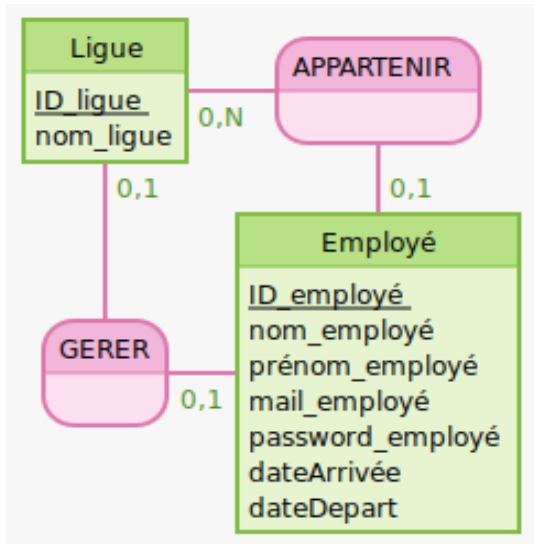 Ligue
ID_ligue
nom_ligue
APPARTENIR
0,N
0,1
0,1
Employé
ID_employé
nom_employé
prénom_employé
mail_employé
password_employé
dateArrivée
dateDepart
GERER
0,1